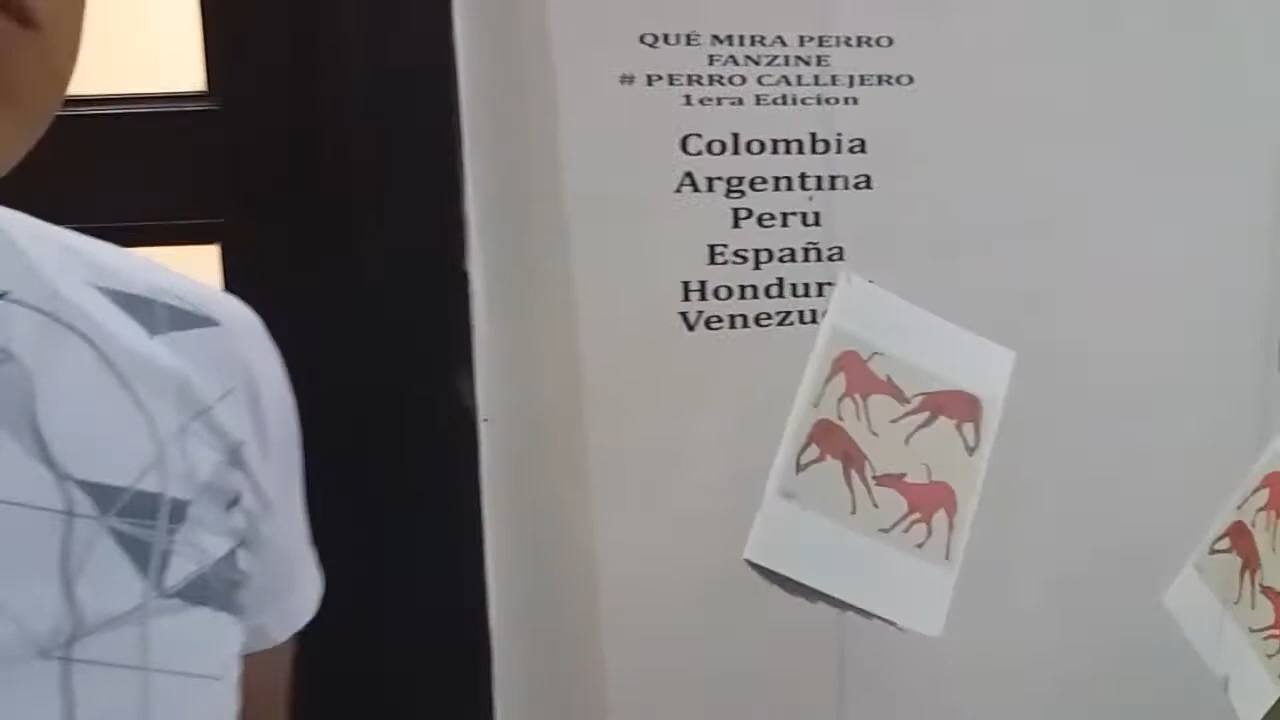 QUÉ MIRA PERRO
FANZINE
# PERRO CALLEJERO
1era Edicion
Colombia
Argentina
Peru
España